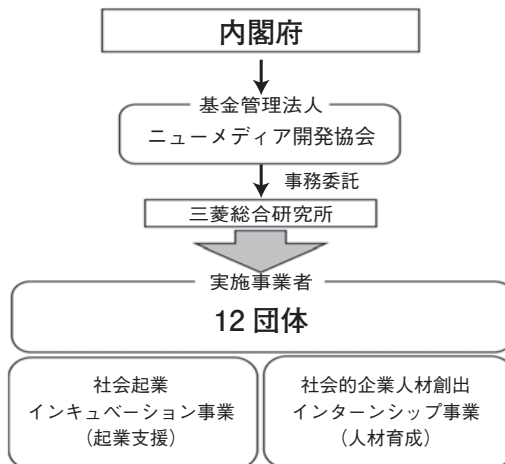 内閣府
基金管理法人
ニューメディア開発協会
事務委託
三菱総合研究所
実施事業者
12 団体
社会起業
インキュベーション事業
（起業支援）
社会的企業人材創出
インターンシップ事業
（人材育成）